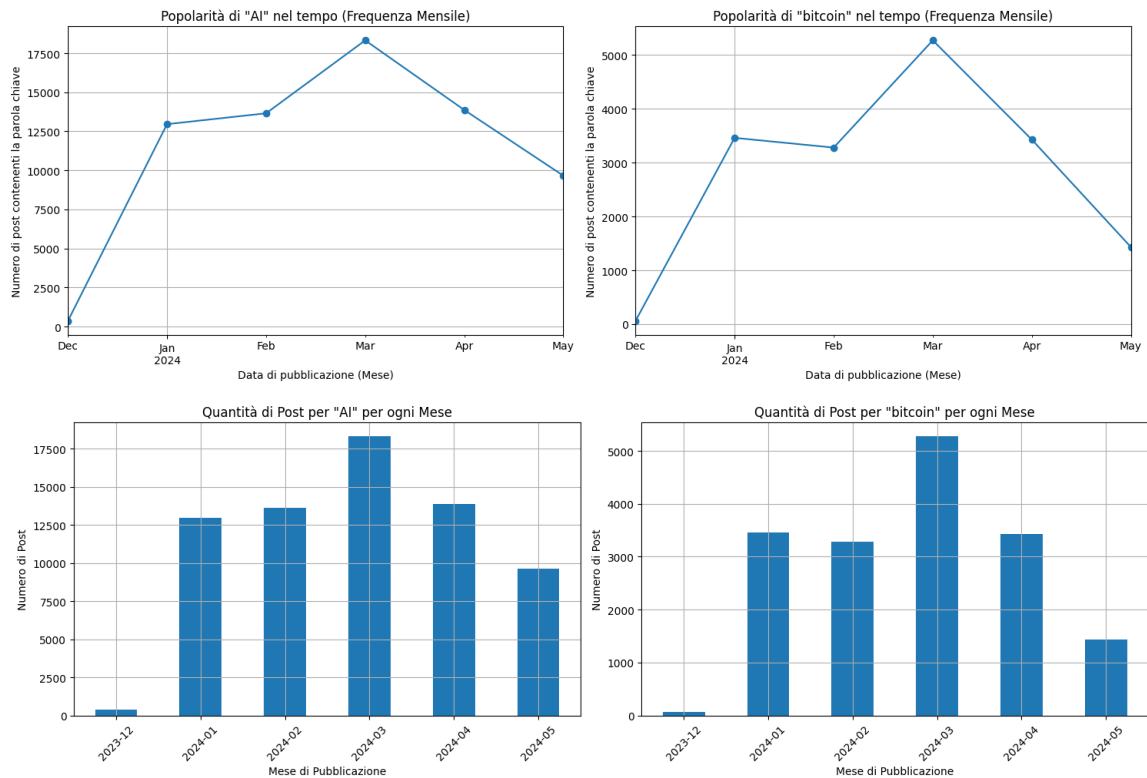 Popolarità di "AI" nel tempo (Frequenza Mensile)
Numero di post contenenti la parola chiave
17500
15000
12500
10000
7500
5000
2500
0
Dec
Jan
2024
Feb
Mar
Apr
May
Data di pubblicazione (Mese)
Popolarità di "bitcoin" nel tempo (Frequenza Mensile)
Numero di post contenenti la parola chiave
5000
4000
3000
2000
1000
0
Dec
Jan
2024
Feb
Mar
Apr
May
Data di pubblicazione (Mese)
Quantità di Post per "AI" per ogni Mese
Numero di Post
17500
15000
12500
10000
7500
5000
2500
0
2023-12
2024-01
2024-02
2024-03
2024-04
2024-05
Mese di Pubblicazione
Quantità di Post per "bitcoin" per ogni Mese
Numero di Post
5000
4000
3000
2000
1000
0
2023-12
2024-01
2024-02
2024-03
2024-04
2024-05
Mese di Pubblicazione